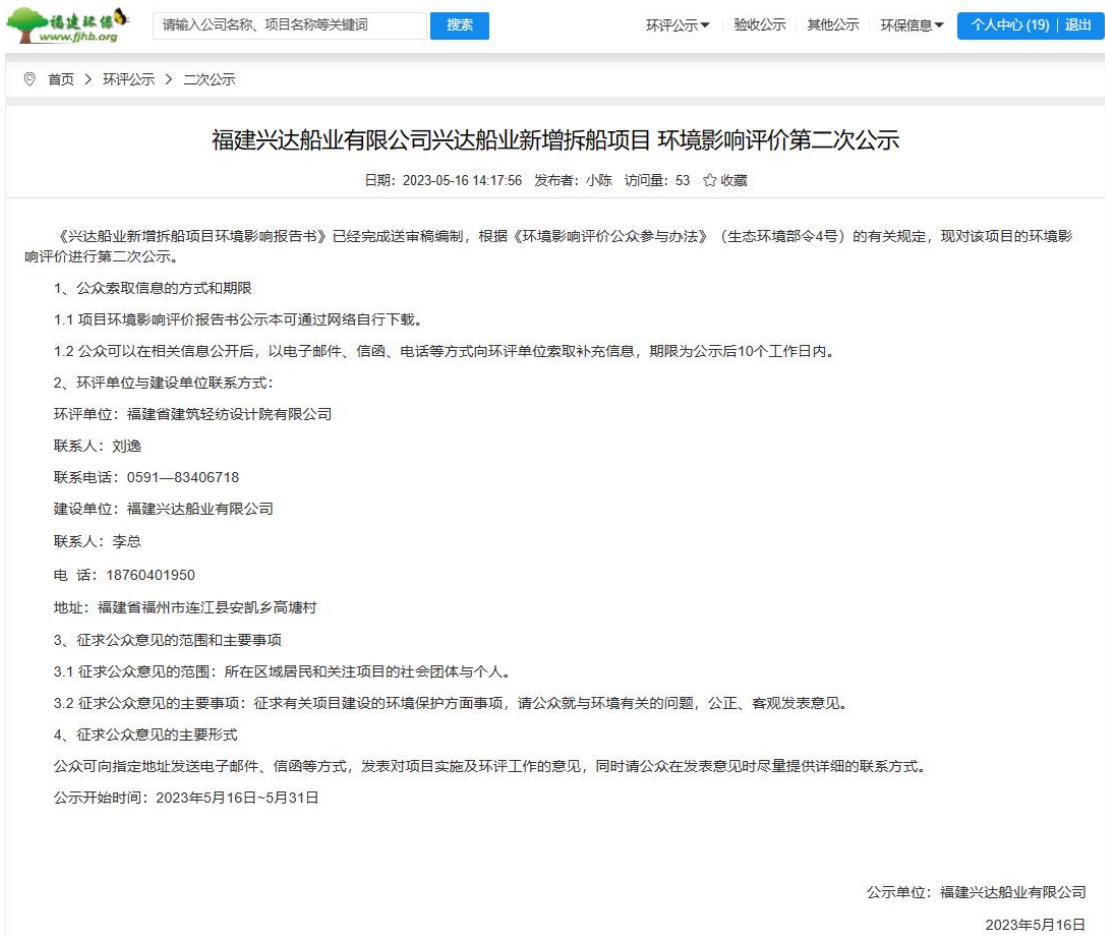 福建环保
www.fjhb.org
请输入公司名称、项目名称等关键词
搜索
环评公示 验收公示 其他公示 环保信息 个人中心 (19) | 退出
首页 > 环评公示 > 二次公示
福建兴达船业有限公司兴达船业新增拆船项目 环境影响评价第二次公示
日期：2023-05-16 14:17:56 发布者：小陈 访问量：53 收藏
《兴达船业新增拆船项目环境影响报告书》已经完成送审稿编制，根据《环境影响评价公众参与办法》（生态环境部令4号）的有关规定，现对该项目的环境影
响评价进行第二次公示。
1、公众索取信息的方式和期限
1.1 项目环境影响评价报告书公示本可通过网络自行下载。
1.2 公众可以在相关信息公开后，以电子邮件、信函、电话等方式向环评单位索取补充信息，期限为公示后10个工作日内。
2、环评单位与建设单位联系方式：
环评单位：福建省建筑轻纺设计院有限公司
联系人：刘逸
联系电话：0591—83406718
建设单位：福建兴达船业有限公司
联系人：李总
电 话：18760401950
地址：福建省福州市连江县安凯乡高塘村
3、征求公众意见的范围和主要事项
3.1 征求公众意见的范围：所在区域居民和关注项目的社会团体与个人。
3.2 征求公众意见的主要事项：征求有关项目建设的环境保护方面事项，请公众就与环境有关的问题，公正、客观发表意见。
4、征求公众意见的主要形式
公众可向指定地址发送电子邮件、信函等方式，发表对项目实施及环评工作的意见，同时请公众在发表意见时尽量提供详细的联系方式。
公示开始时间：2023年5月16日~5月31日
公示单位：福建兴达船业有限公司
2023年5月16日